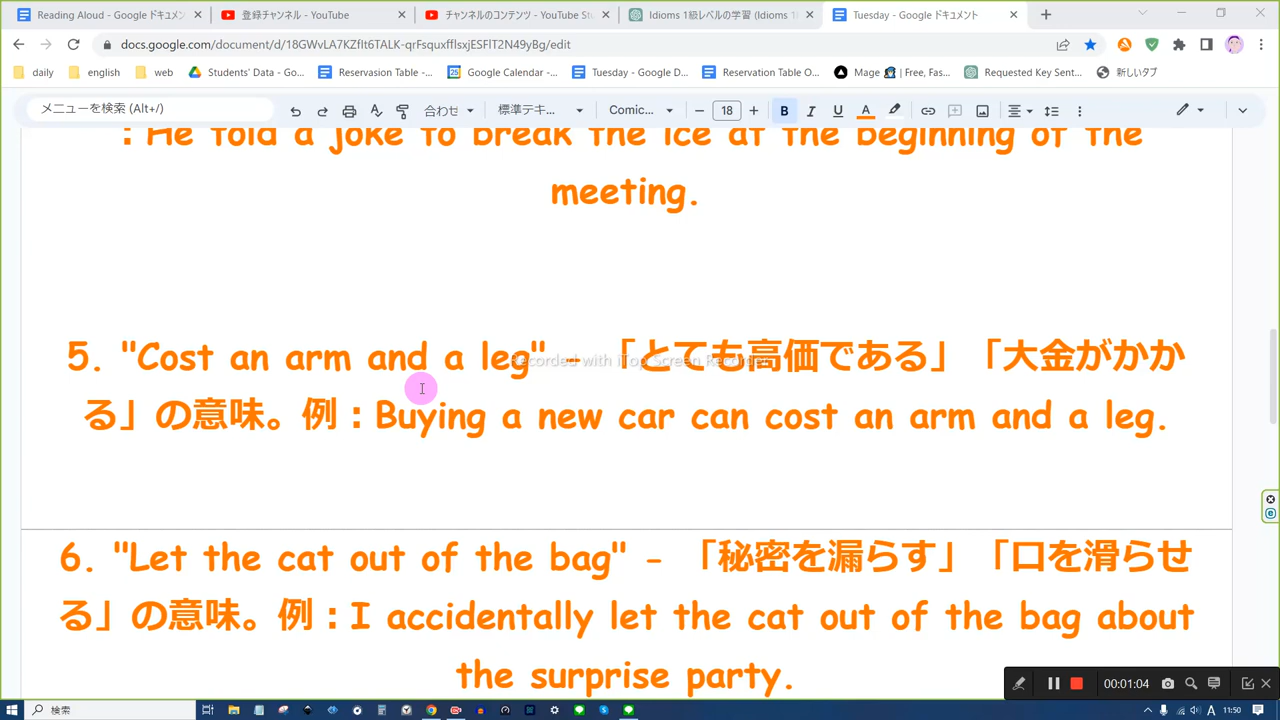 Reading Aloud - Google ドキュメン
登録チャンネル - YouTube
チャンネルのコンテンツ - YouTube Stu
Idioms 1級レベルの学習 (Idioms 1
Tuesday - Google ドキュメント
docs.google.com/document/d/18GWvLA7KZfIt6TALK-qrFsquxfflsxjESFlT2N49yBg/edit
daily
english
web
Students' Data - Go...
Reservasion Table -...
Google Calendar -...
Tuesday - Google D...
Reservation Table O...
Mage | Free, Fas...
Requested Key Sent...
新しいタブ
メニューを検索 (Alt+/)
合わせ
標準テキ...
Comic...
18
B
I
U
A
: He told a joke to break the ice at the beginning of the
meeting.
5. "Cost an arm and a leg" - 「とても高価である」「大金がかか
る」の意味。例：Buying a new car can cost an arm and a leg.
Recorded with iTop Screen Recorder
6. "Let the cat out of the bag" - 「秘密を漏らす」「口を滑らせ
る」の意味。例：I accidentally let the cat out of the bag about
the surprise party.
00:01:04
検索
A
11:50